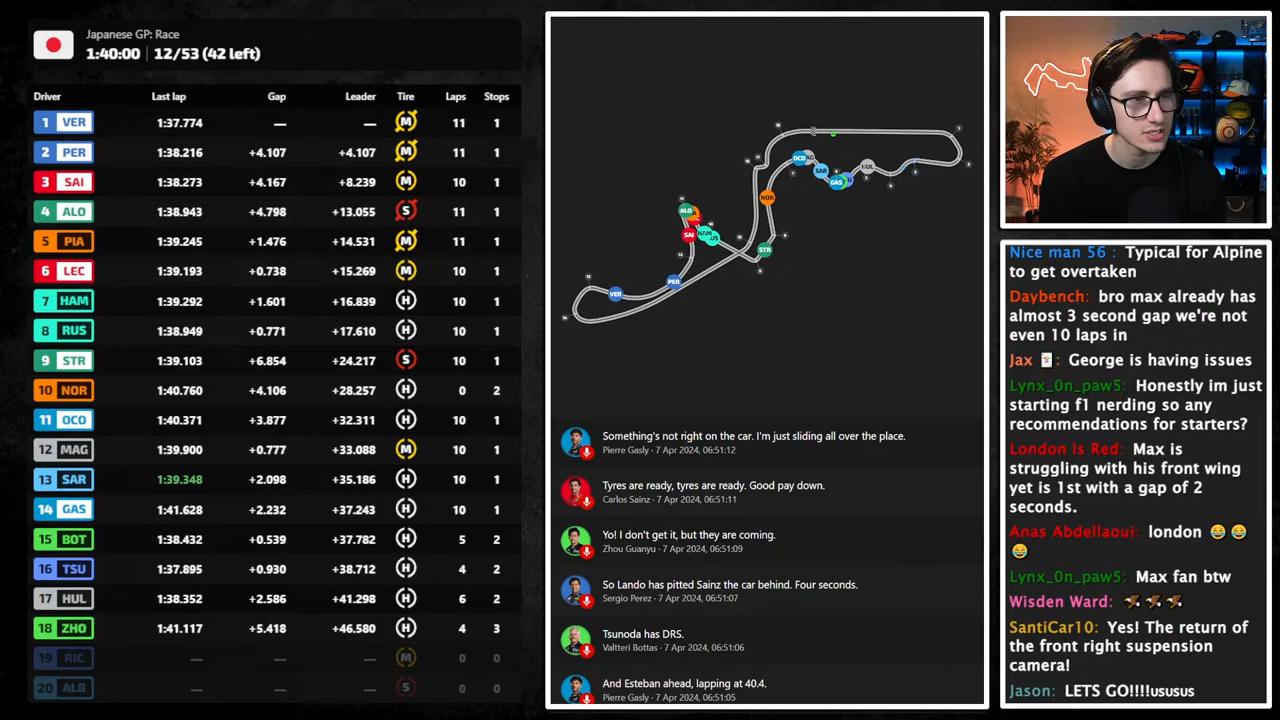 Japanese GP: Race
1:40:00 | 12/53 (42 left)
Driver Last lap Gap Leader Tire Laps Stops
1 VER 1:37.774 — — M 11 1
2 PER 1:38.216 +4.107 +4.107 M 11 1
3 SAI 1:38.273 +4.167 +8.239 M 10 1
4 ALO 1:38.943 +4.798 +13.055 S 11 1
5 PIA 1:39.245 +1.476 +14.531 M 11 1
6 LEC 1:39.193 +0.738 +15.269 M 10 1
7 HAM 1:39.292 +1.601 +16.839 H 10 1
8 RUS 1:38.949 +0.771 +17.610 H 10 1
9 STR 1:39.103 +6.854 +24.217 S 10 1
10 NOR 1:40.760 +4.106 +28.257 H 0 2
11 OCO 1:40.371 +3.877 +32.311 H 10 1
12 MAG 1:39.900 +0.777 +32.988 M 10 1
13 SAR 1:39.348 +2.098 +35.186 H 10 1
14 GAS 1:41.628 +2.232 +37.243 H 10 1
15 BOT 1:38.432 +0.539 +37.782 H 5 2
16 TSU 1:37.895 +0.930 +38.712 H 4 2
17 HUL 1:38.352 +2.586 +41.298 H 6 2
18 ZHO 1:41.117 +5.418 +46.580 H 4 3
19 RIC — — — M 0 0
20 ALB — — — S 0 0
OCO
SAR
GAS
HUL
NOR
ALO
SAI
HAM
STR
PER
VER
Something's not right on the car. I'm just sliding all over the place.
Pierre Gasly · 7 Apr 2024, 06:51:12
Tyres are ready, tyres are ready. Good pay down.
Carlos Sainz · 7 Apr 2024, 06:51:11
Yo! I don't get it, but they are coming.
Zhou Guanyu · 7 Apr 2024, 06:51:09
So Lando has pitted Sainz the car behind. Four seconds.
Sergio Perez · 7 Apr 2024, 06:51:07
Tsunoda has DRS.
Valtteri Bottas · 7 Apr 2024, 06:51:06
And Esteban ahead, lapping at 40.4.
Pierre Gasly · 7 Apr 2024, 06:51:05
Nice man 56 : Typical for Alpine
to get overtaken
Daybench: bro max already has
almost 3 second gap we're not
even 10 laps in
Jax 🃏: George is having issues
Lynx_0n_paw5: Honestly im just
starting f1 nerding so any
recommendations for starters?
London Is Red: Max is
struggling with his front wing
yet is 1st with a gap of 2
seconds.
Anas Abdellaoui: london 😂😂
😂
Lynx_0n_paw5: Max fan btw
Wisden Ward:
SantiCar10: Yes! The return of
the front right suspension
camera!
Jason: LETS GO!!!!ususus